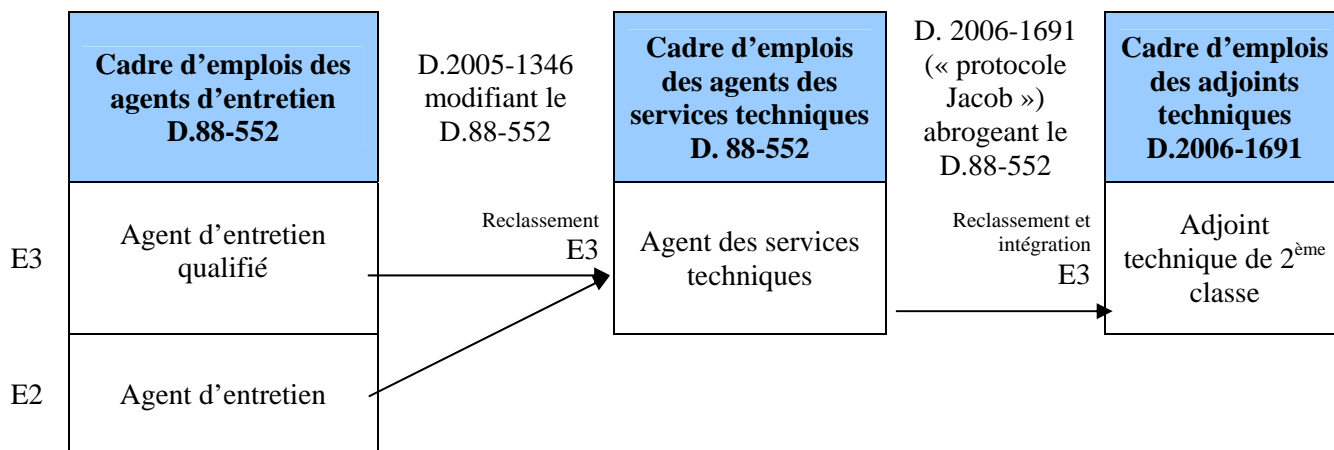 Cadre d’emplois des
agents d’entretien
D.88-552
D.2005-1346
modifiant le
D.88-552
Cadre d’emplois
des agents des
services techniques
D. 88-552
D. 2006-1691
(« protocole
Jacob »)
abrogeant le
D.88-552
Cadre d’emploi
des adjoints
techniques
D.2006-1691
E3
Agent d’entretien
qualifié
Reclassement
E3
Agent des services
techniques
Reclassement et
intégration
E3
Adjoint
technique de 2ème
classe
E2
Agent d’entretien